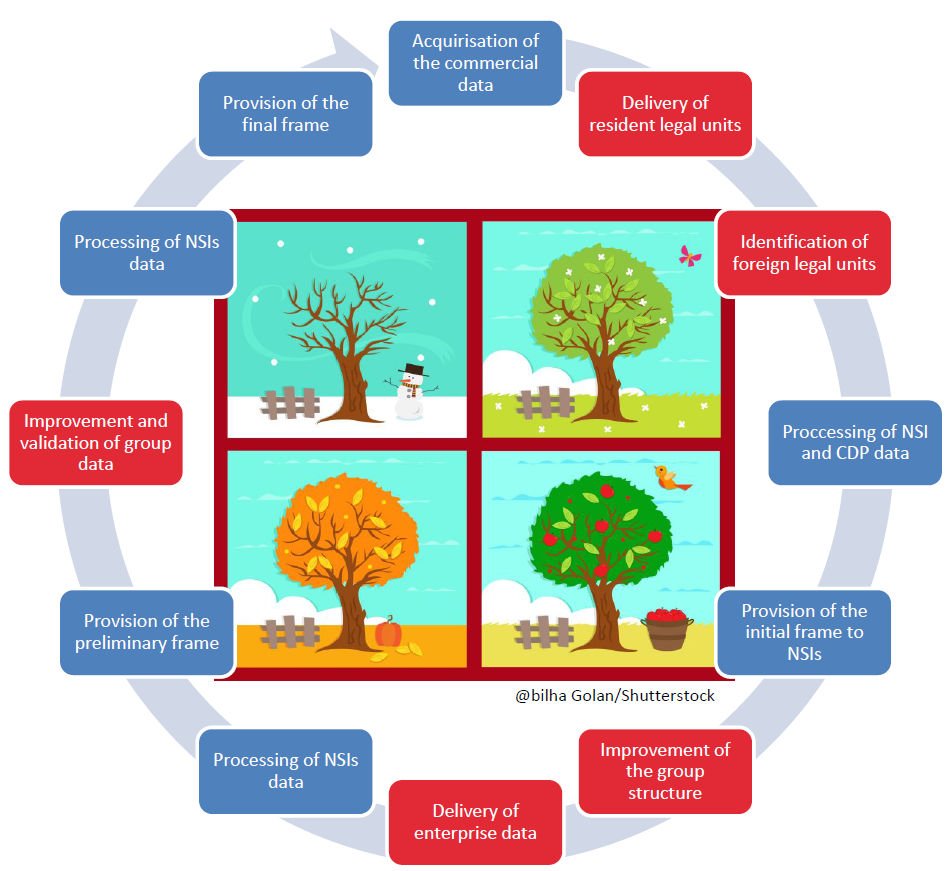 Acquirisation of
the commercial
data
Delivery of
resident legal units
Identification of
foreign legal units
Proccessing of NSI
and CDP data
Provision of the
initial frame to
NSIs
Improvement of
the group
structure
Delivery of
enterprise data
Processing of NSIs
data
Provision of the
preliminary frame
Improvement and
validation of group
data
Processing of NSIs
data
Provision of the
final frame
@bilha Golan/Shutterstock